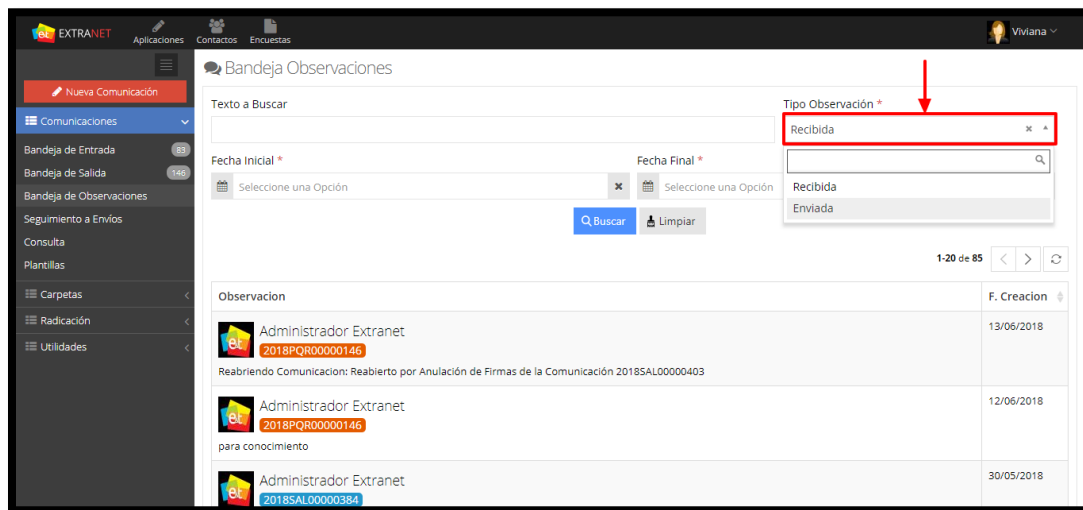 et EXTRANET Aplicaciones Contactos Encuestas Viviana
Nueva Comunicación
Comunicaciones
Bandeja de Entrada 83
Bandeja de Salida 146
Bandeja de Observaciones
Seguimiento a Envíos
Consulta
Plantillas
Carpetas
Radicación
Utilidades
Bandeja Observaciones
Texto a Buscar
Tipo Observación *
Recibida
Recibida
Enviada
Fecha Inicial *
Seleccione una Opción
Fecha Final *
Seleccione una Opción
Buscar Limpiar
1-20 de 85
Observacion F. Creacion
et Administrador Extranet 13/06/2018
2018PQR00000146
Reabriendo Comunicacion: Reabierto por Anulación de Firmas de la Comunicación 2018SAL00000403
et Administrador Extranet 12/06/2018
2018PQR00000146
para conocimiento
et Administrador Extranet 30/05/2018
2018SAL00000384